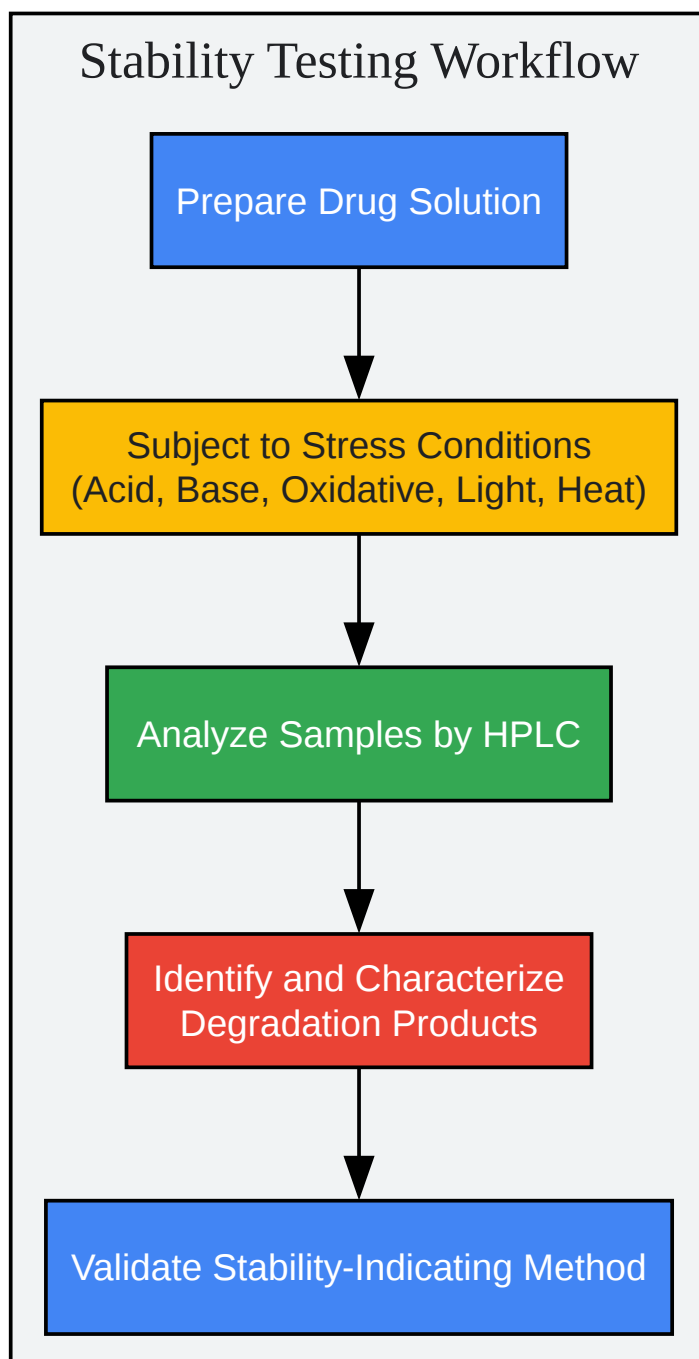 Stability Testing Workflow
Prepare Drug Solution
Subject to Stress Conditions
(Acid, Base, Oxidative, Light, Heat)
Analyze Samples by HPLC
Identify and Characterize
Degradation Products
Validate Stability-Indicating Method